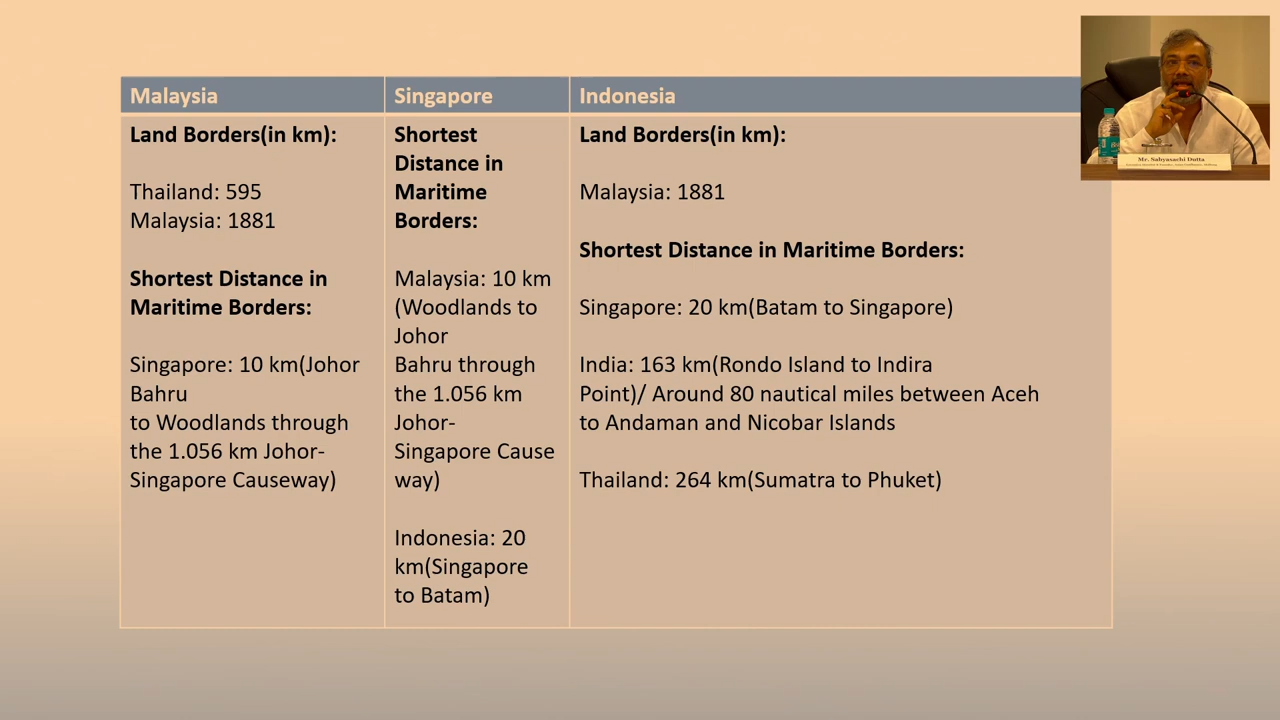 Malaysia
Land Borders(in km):
Thailand: 595
Malaysia: 1881
Shortest Distance in
Maritime Borders:
Singapore: 10 km(Johor
Bahru
to Woodlands through
the 1.056 km Johor-
Singapore Causeway)
Singapore
Shortest
Distance in
Maritime
Borders:
Malaysia: 10 km
(Woodlands to
Johor
Bahru through
the 1.056 km
Johor-
Singapore Cause
way)
Indonesia: 20
km(Singapore
to Batam)
Indonesia
Land Borders(in km):
Malaysia: 1881
Shortest Distance in Maritime Borders:
Singapore: 20 km(Batam to Singapore)
India: 163 km(Rondo Island to Indira
Point)/ Around 80 nautical miles between Aceh
to Andaman and Nicobar Islands
Thailand: 264 km(Sumatra to Phuket)
Mr. Sabyasachi Dutta